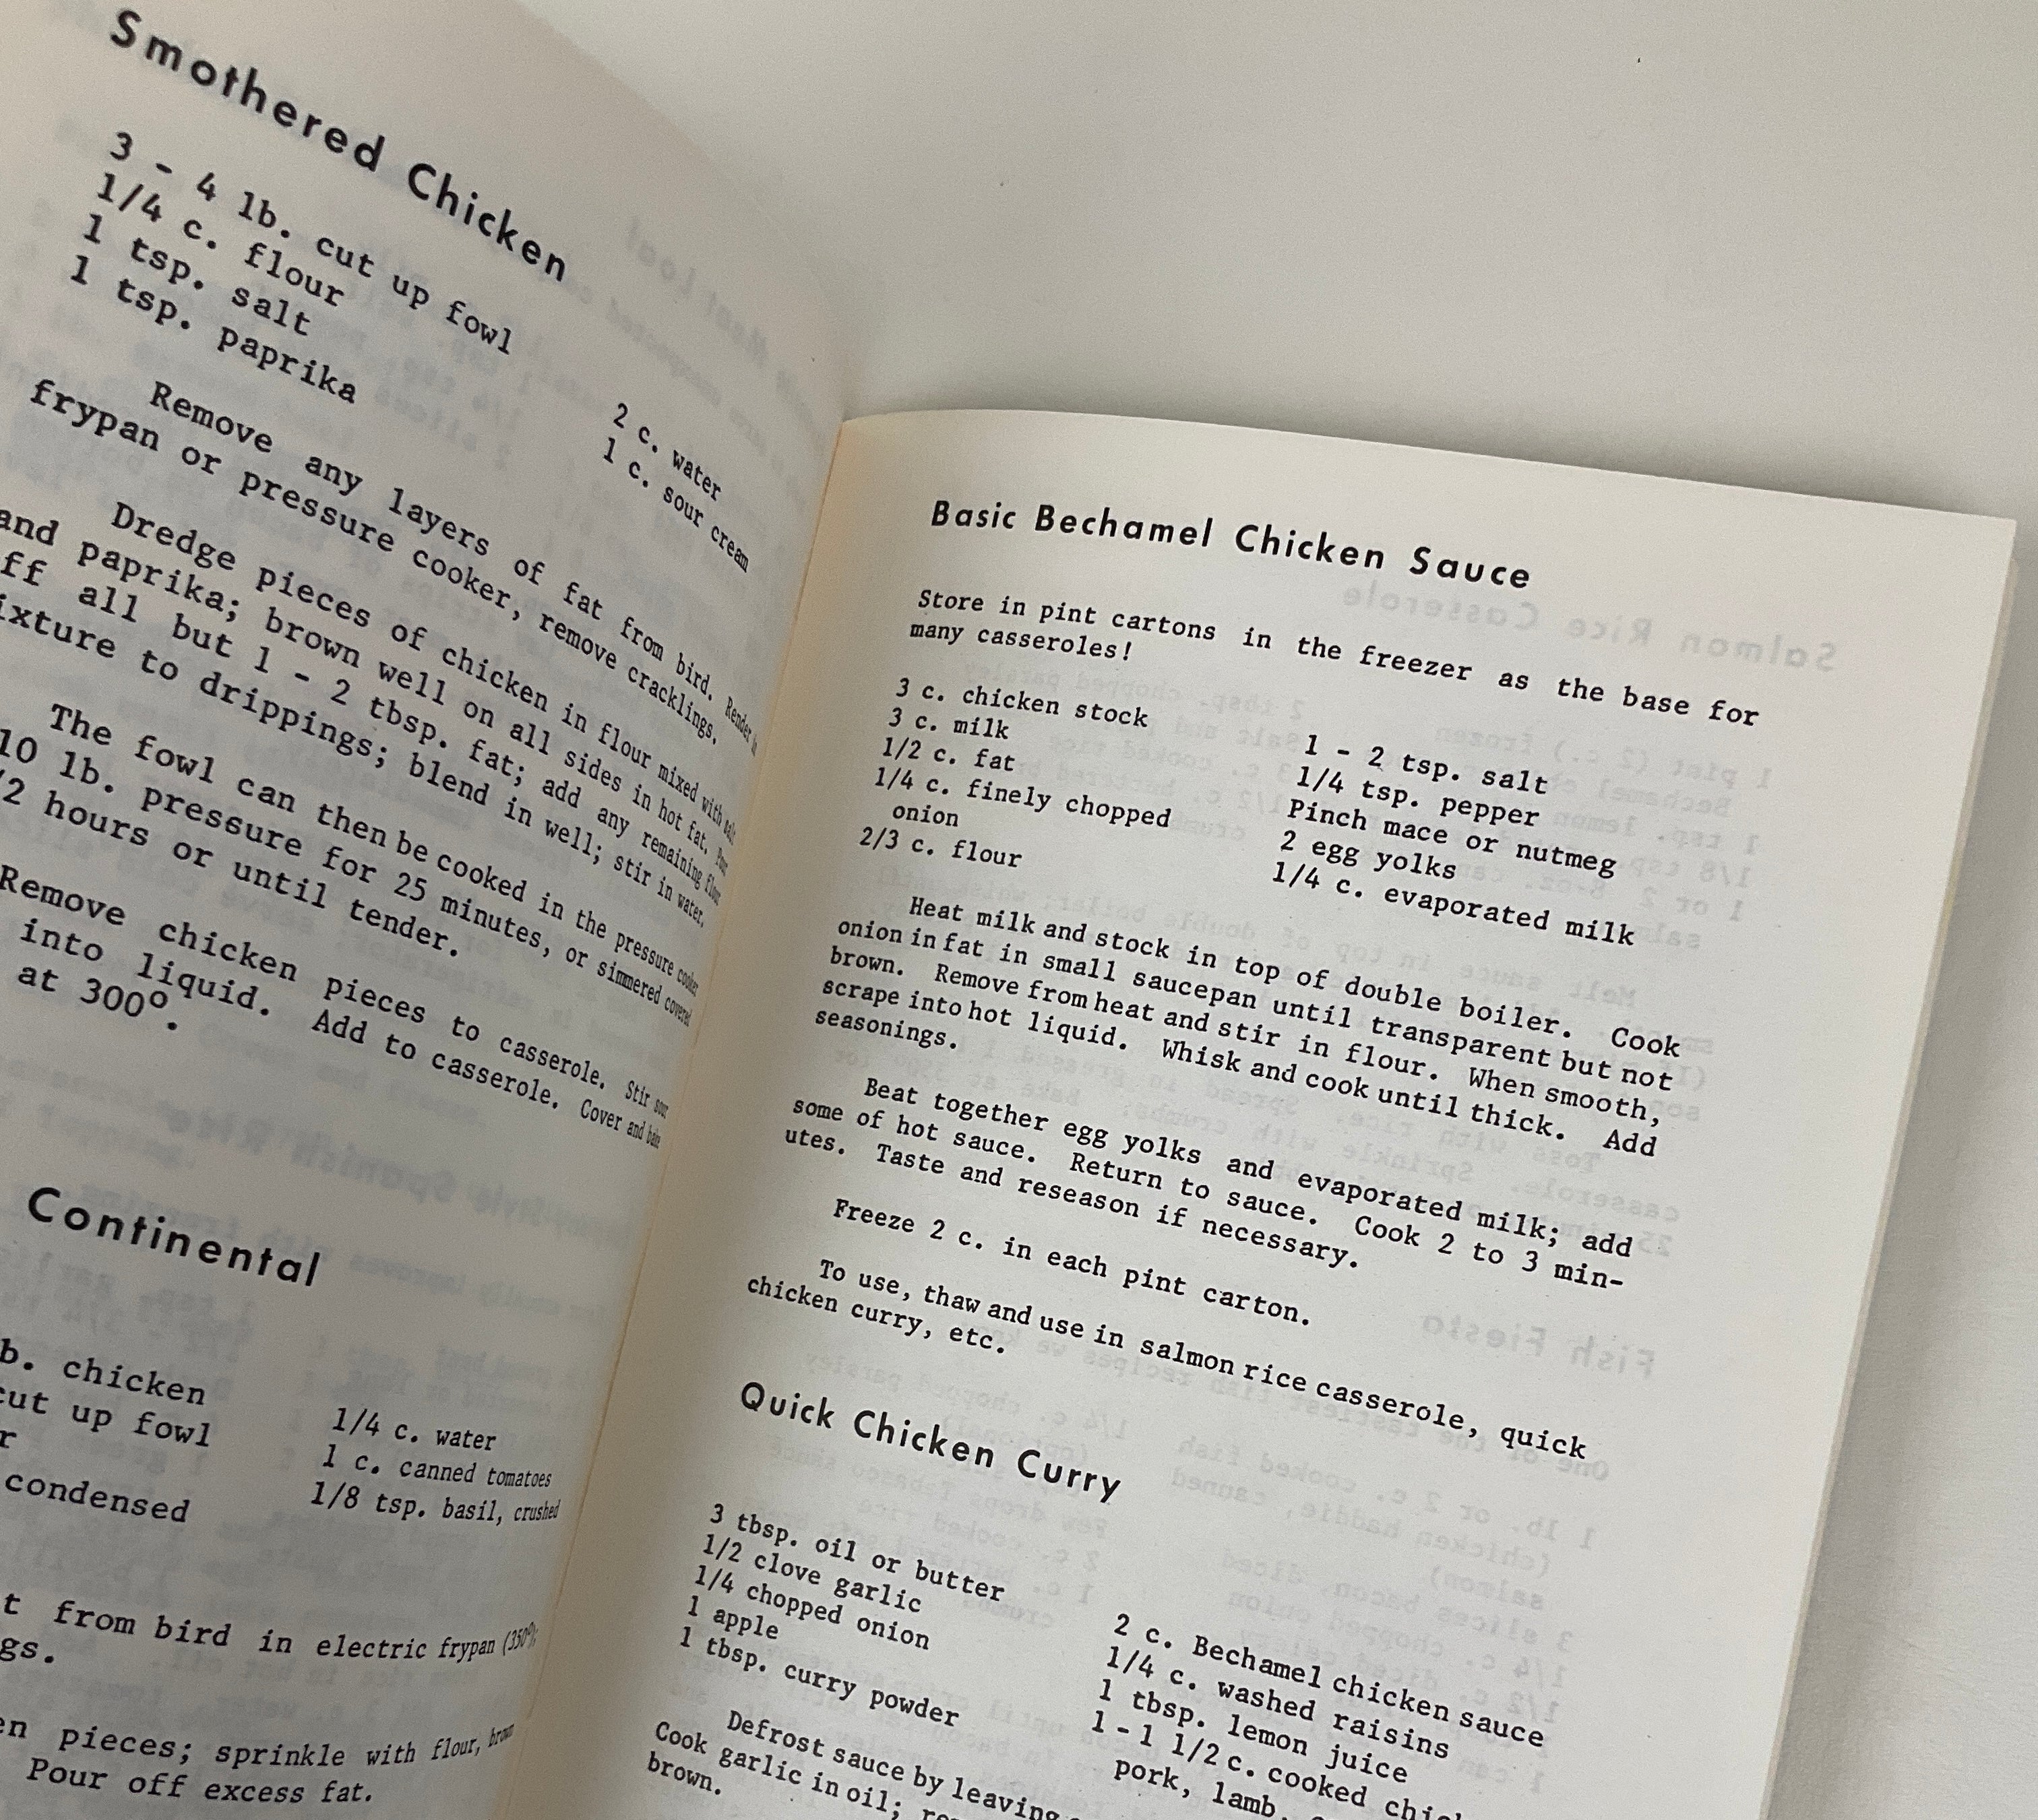 Smothered Chicken
3 - 4 lb. cut up fowl
1/4 c. flour
1 tsp. salt
1 tsp. paprika
2 c. water
1 c. sour cream
Remove any layers of fat from bird. Render in
frypan or pressure cooker, remove cracklings.
Dredge pieces of chicken in flour mixed with salt
and paprika; brown well on all sides in hot fat. Pour
off all but 1 - 2 tbsp. fat; add any remaining flour
mixture to drippings; blend in well; stir in water.
The fowl can then be cooked in the pressure cooker
10 lb. pressure for 25 minutes, or simmered covered
/2 hours or until tender.
Remove chicken pieces to casserole. Stir sour
into liquid. Add to casserole. Cover and bake
at 300°.
Continental
b. chicken
cut up fowl
r
condensed
1/4 c. water
1 c. canned tomatoes
1/8 tsp. basil, crushed
t from bird in electric frypan (350°);
gs.
en pieces; sprinkle with flour, brown
Pour off excess fat.
Basic Bechamel Chicken Sauce
Store in pint cartons in the freezer as the base for
many casseroles!
3 c. chicken stock
3 c. milk
1/2 c. fat
1/4 c. finely chopped
onion
2/3 c. flour
1 - 2 tsp. salt
1/4 tsp. pepper
Pinch mace or nutmeg
2 egg yolks
1/4 c. evaporated milk
Heat milk and stock in top of double boiler. Cook
onion in fat in small saucepan until transparent but not
brown. Remove from heat and stir in flour. When smooth,
scrape into hot liquid. Whisk and cook until thick. Add
seasonings.
Beat together egg yolks and evaporated milk; add
some of hot sauce. Return to sauce. Cook 2 to 3 min-
utes. Taste and reseason if necessary.
Freeze 2 c. in each pint carton.
To use, thaw and use in salmon rice casserole, quick
chicken curry, etc.
Quick Chicken Curry
3 tbsp. oil or butter
1/2 clove garlic
1/4 chopped onion
1 apple
1 tbsp. curry powder
2 c. Bechamel chicken sauce
1/4 c. washed raisins
1 tbsp. lemon juice
1 - 1 1/2 c. cooked
pork, lamb,
Defrost sauce by leaving
Cook garlic in oil;
brown.